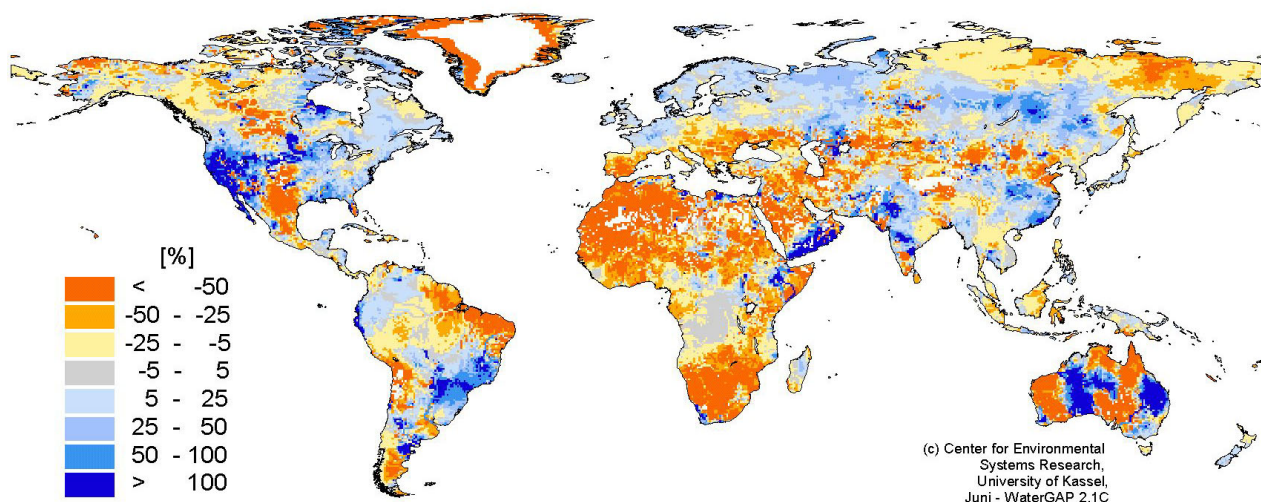 [%]
< -50
-50 - -25
-25 - -5
-5 - 5
5 - 25
25 - 50
50 - 100
> 100
(c) Center for Environmental
Systems Research,
University of Kassel,
Juni - WaterGAP 2.1C